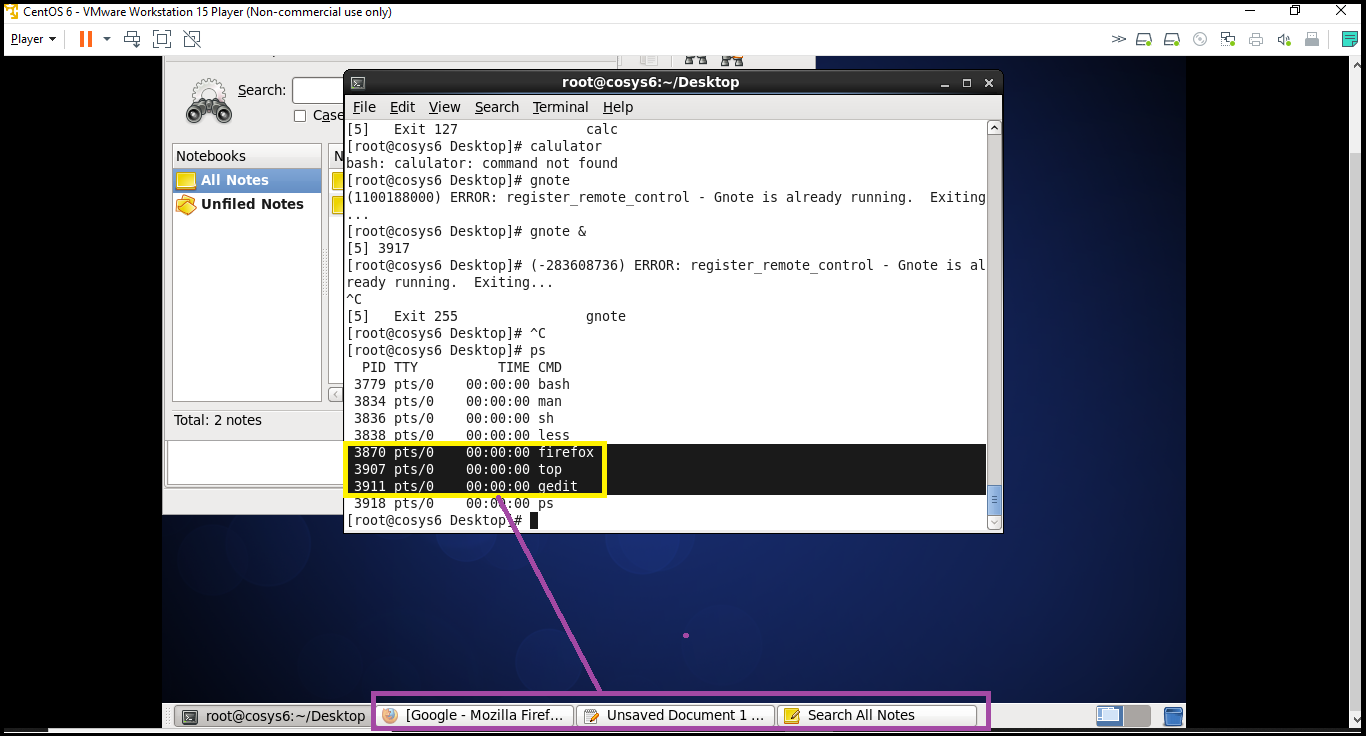 CentOS 6 - VMware Workstation 15 Player (Non-commercial use only)
Player
Search:
Case
Notebooks
N
All Notes
Unfiled Notes
Total: 2 notes
root@cosys6:~/Desktop
File Edit View Search Terminal Help
[5]   Exit 127                calc
[root@cosys6 Desktop]# calulator
bash: calulator: command not found
[root@cosys6 Desktop]# gnote
(1100188000) ERROR: register_remote_control - Gnote is already running.  Exiting
...
[root@cosys6 Desktop]# gnote &
[5] 3917
[root@cosys6 Desktop]# (-283608736) ERROR: register_remote_control - Gnote is al
ready running.  Exiting...
^C
[5]   Exit 255                gnote
[root@cosys6 Desktop]# ^C
[root@cosys6 Desktop]# ps
  PID TTY          TIME CMD
 3779 pts/0    00:00:00 bash
 3834 pts/0    00:00:00 man
 3836 pts/0    00:00:00 sh
 3838 pts/0    00:00:00 less
 3870 pts/0    00:00:00 firefox
 3907 pts/0    00:00:00 top
 3911 pts/0    00:00:00 gedit
 3918 pts/0    00:00:00 ps
[root@cosys6 Desktop]#
root@cosys6:~/Desktop
[Google - Mozilla Firef...
Unsaved Document 1 ...
Search All Notes